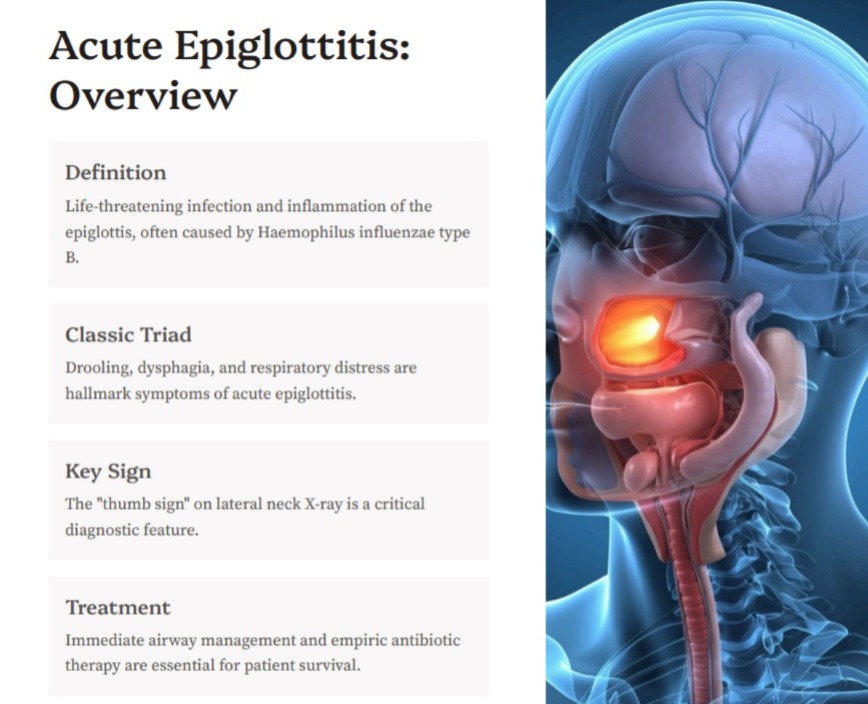 Acute Epiglottitis:
Overview
Definition
Life-threatening infection and inflammation of the
epiglottis, often caused by Haemophilus influenzae type
B.
Classic Triad
Drooling, dysphagia, and respiratory distress are
hallmark symptoms of acute epiglottitis.
Key Sign
The "thumb sign" on lateral neck X-ray is a critical
diagnostic feature.
Treatment
Immediate airway management and empiric antibiotic
therapy are essential for patient survival.